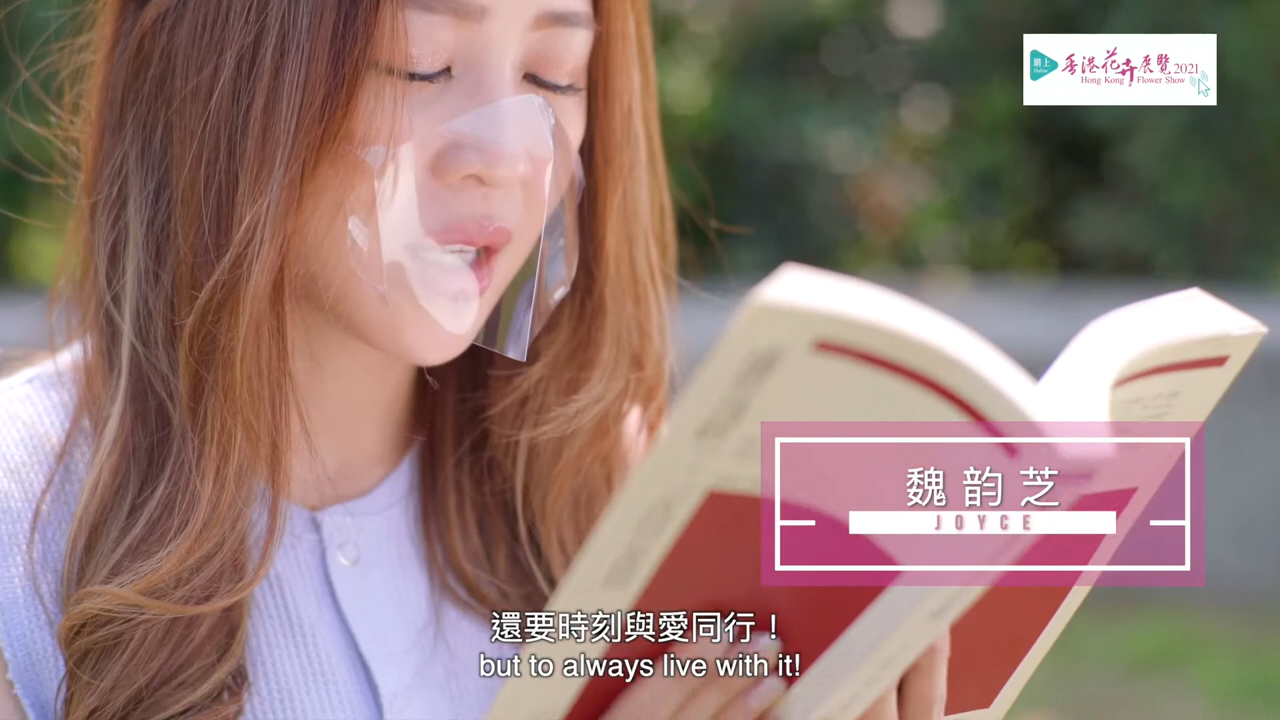 網上
Online
香港花卉展覽2021
Hong Kong Flower Show
魏韵芝
JOYCE
還要時刻與愛同行！
but to always live with it!